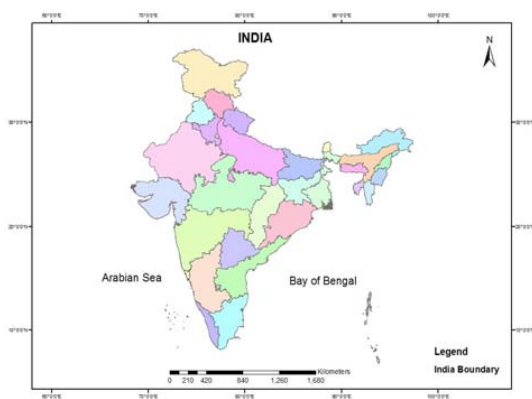 INDIA
N
Arabian Sea
Bay of Bengal
Kilometers
0 210 420 840 1,260 1,680
Legend
India Boundary